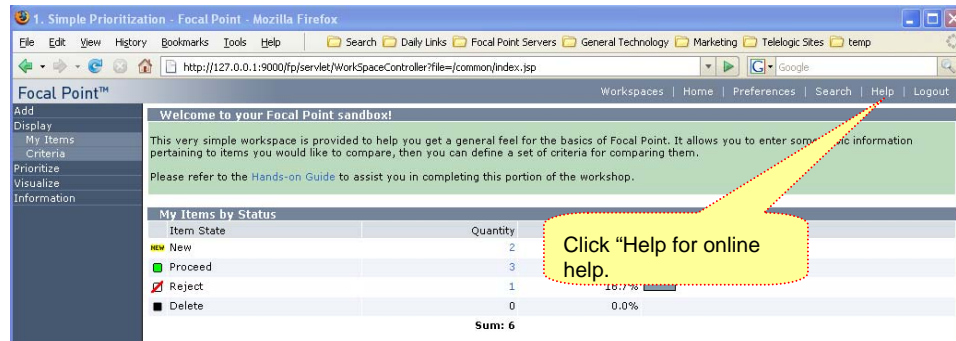 1. Simple Prioritization - Focal Point - Mozilla Firefox
File Edit View History Bookmarks Tools Help Search Daily Links Focal Point Servers General Technology Marketing Telelogic Sites temp
http://127.0.0.1:9000/fp/servlet/WorkSpaceController?file=/common/index.jsp Google
Focal Point™ Workspaces | Home | Preferences | Search | Help | Logout
Add
Display
My Items
Criteria
Prioritize
Visualize
Information
Welcome to your Focal Point sandbox!
This very simple workspace is provided to help you get a general feel for the basics of Focal Point. It allows you to enter some information
pertaining to items you would like to compare, then you can define a set of criteria for comparing them.
Please refer to the Hands-on Guide to assist you in completing this portion of the workshop.
My Items by Status
Item State Quantity
NEW New 2
Proceed 3
Reject 1 16.7%
Delete 0 0.0%
Sum: 6
Click “Help for online
help.